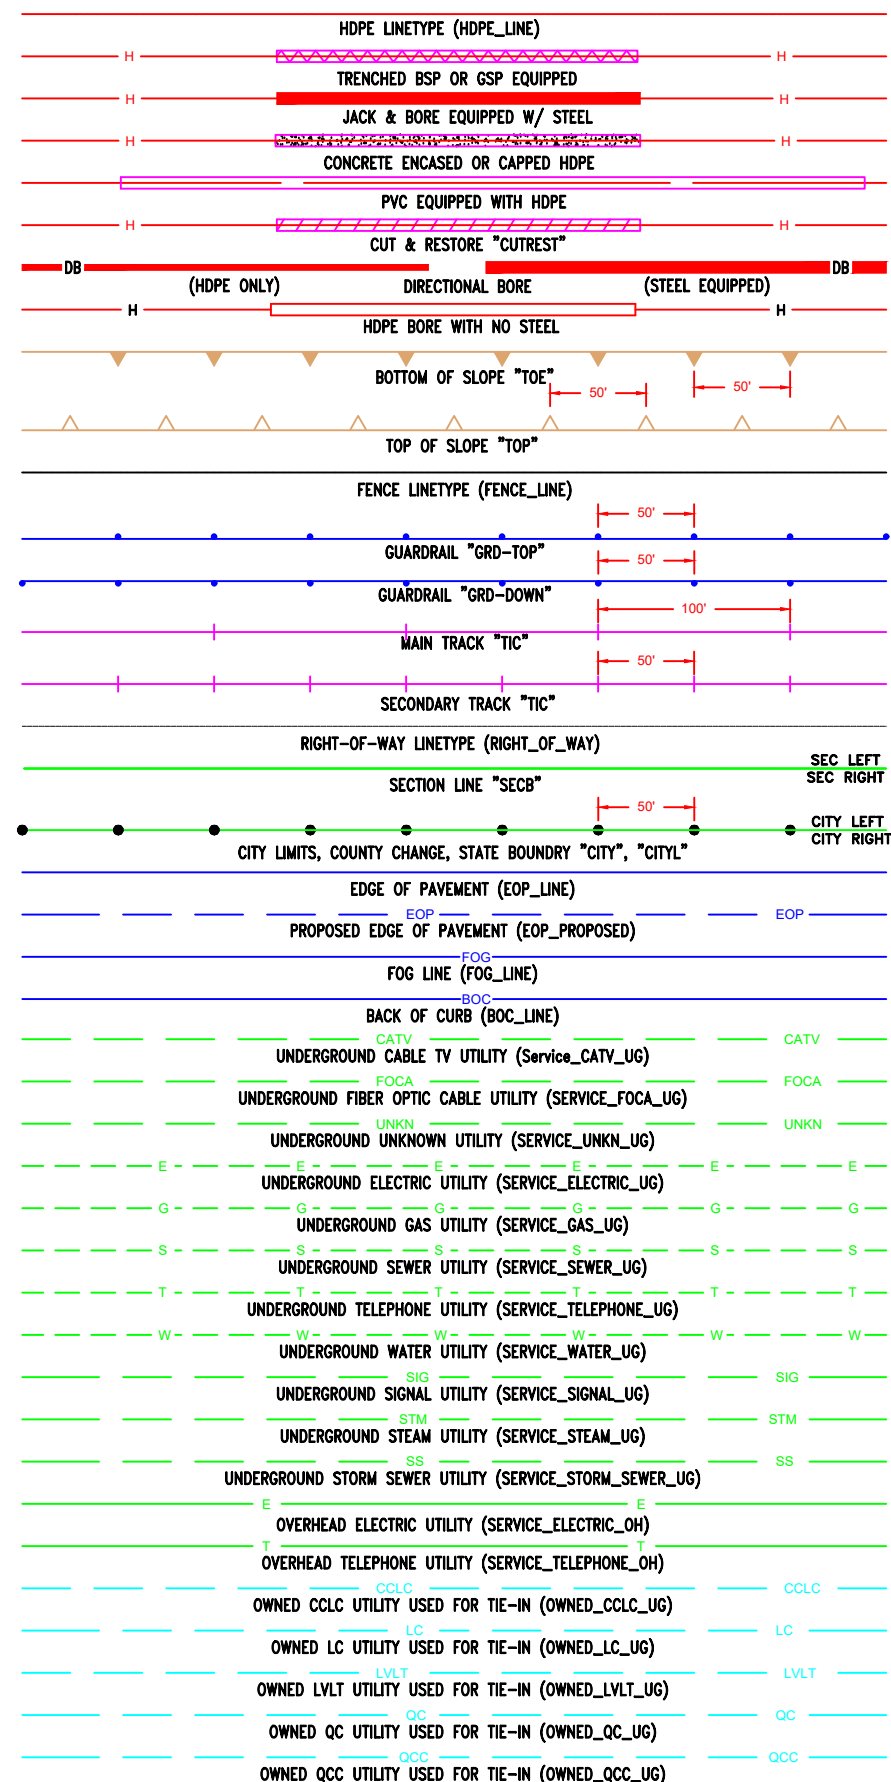 HDPE LINETYPE (HDPE_LINE)
H H
TRENCHED BSP OR GSP EQUIPPED
H H
JACK & BORE EQUIPPED W/ STEEL
H H
CONCRETE ENCASED OR CAPPED HDPE
PVC EQUIPPED WITH HDPE
H H
CUT & RESTORE "CUTREST"
DB DB
(HDPE ONLY) DIRECTIONAL BORE (STEEL EQUIPPED)
H H
HDPE BORE WITH NO STEEL
BOTTOM OF SLOPE "TOE"
50' 50'
TOP OF SLOPE "TOP"
FENCE LINETYPE (FENCE_LINE)
50'
GUARDRAIL "GRD-TOP"
50'
GUARDRAIL "GRD-DOWN"
100'
MAIN TRACK "TIC"
50'
SECONDARY TRACK "TIC"
RIGHT-OF-WAY LINETYPE (RIGHT_OF_WAY)
SEC LEFT
SEC RIGHT
SECTION LINE "SECB"
50'
CITY LEFT
CITY RIGHT
CITY LIMITS, COUNTY CHANGE, STATE BOUNDRY "CITY", "CITYL"
EDGE OF PAVEMENT (EOP_LINE)
EOP EOP
PROPOSED EDGE OF PAVEMENT (EOP_PROPOSED)
FOG
FOG LINE (FOG_LINE)
BOC
BACK OF CURB (BOC_LINE)
CATV CATV
UNDERGROUND CABLE TV UTILITY (Service_CATV_UG)
FOCA FOCA
UNDERGROUND FIBER OPTIC CABLE UTILITY (SERVICE_FOCA_UG)
UNKN UNKN
UNDERGROUND UNKNOWN UTILITY (SERVICE_UNKN_UG)
E E E E E E
UNDERGROUND ELECTRIC UTILITY (SERVICE_ELECTRIC_UG)
G G G G G G
UNDERGROUND GAS UTILITY (SERVICE_GAS_UG)
S S S S S S
UNDERGROUND SEWER UTILITY (SERVICE_SEWER_UG)
T T T T T T
UNDERGROUND TELEPHONE UTILITY (SERVICE_TELEPHONE_UG)
W W W W W W
UNDERGROUND WATER UTILITY (SERVICE_WATER_UG)
SIG SIG
UNDERGROUND SIGNAL UTILITY (SERVICE_SIGNAL_UG)
STM STM
UNDERGROUND STEAM UTILITY (SERVICE_STEAM_UG)
SS SS
UNDERGROUND STORM SEWER UTILITY (SERVICE_STORM_SEWER_UG)
E E
OVERHEAD ELECTRIC UTILITY (SERVICE_ELECTRIC_OH)
T T
OVERHEAD TELEPHONE UTILITY (SERVICE_TELEPHONE_OH)
CCLC CCLC
OWNED CCLC UTILITY USED FOR TIE-IN (OWNED_CCLC_UG)
LC LC
OWNED LC UTILITY USED FOR TIE-IN (OWNED_LC_UG)
LVLT LVLT
OWNED LVLT UTILITY USED FOR TIE-IN (OWNED_LVLT_UG)
QC QC
OWNED QC UTILITY USED FOR TIE-IN (OWNED_QC_UG)
QCC QCC
OWNED QCC UTILITY USED FOR TIE-IN (OWNED_QCC_UG)